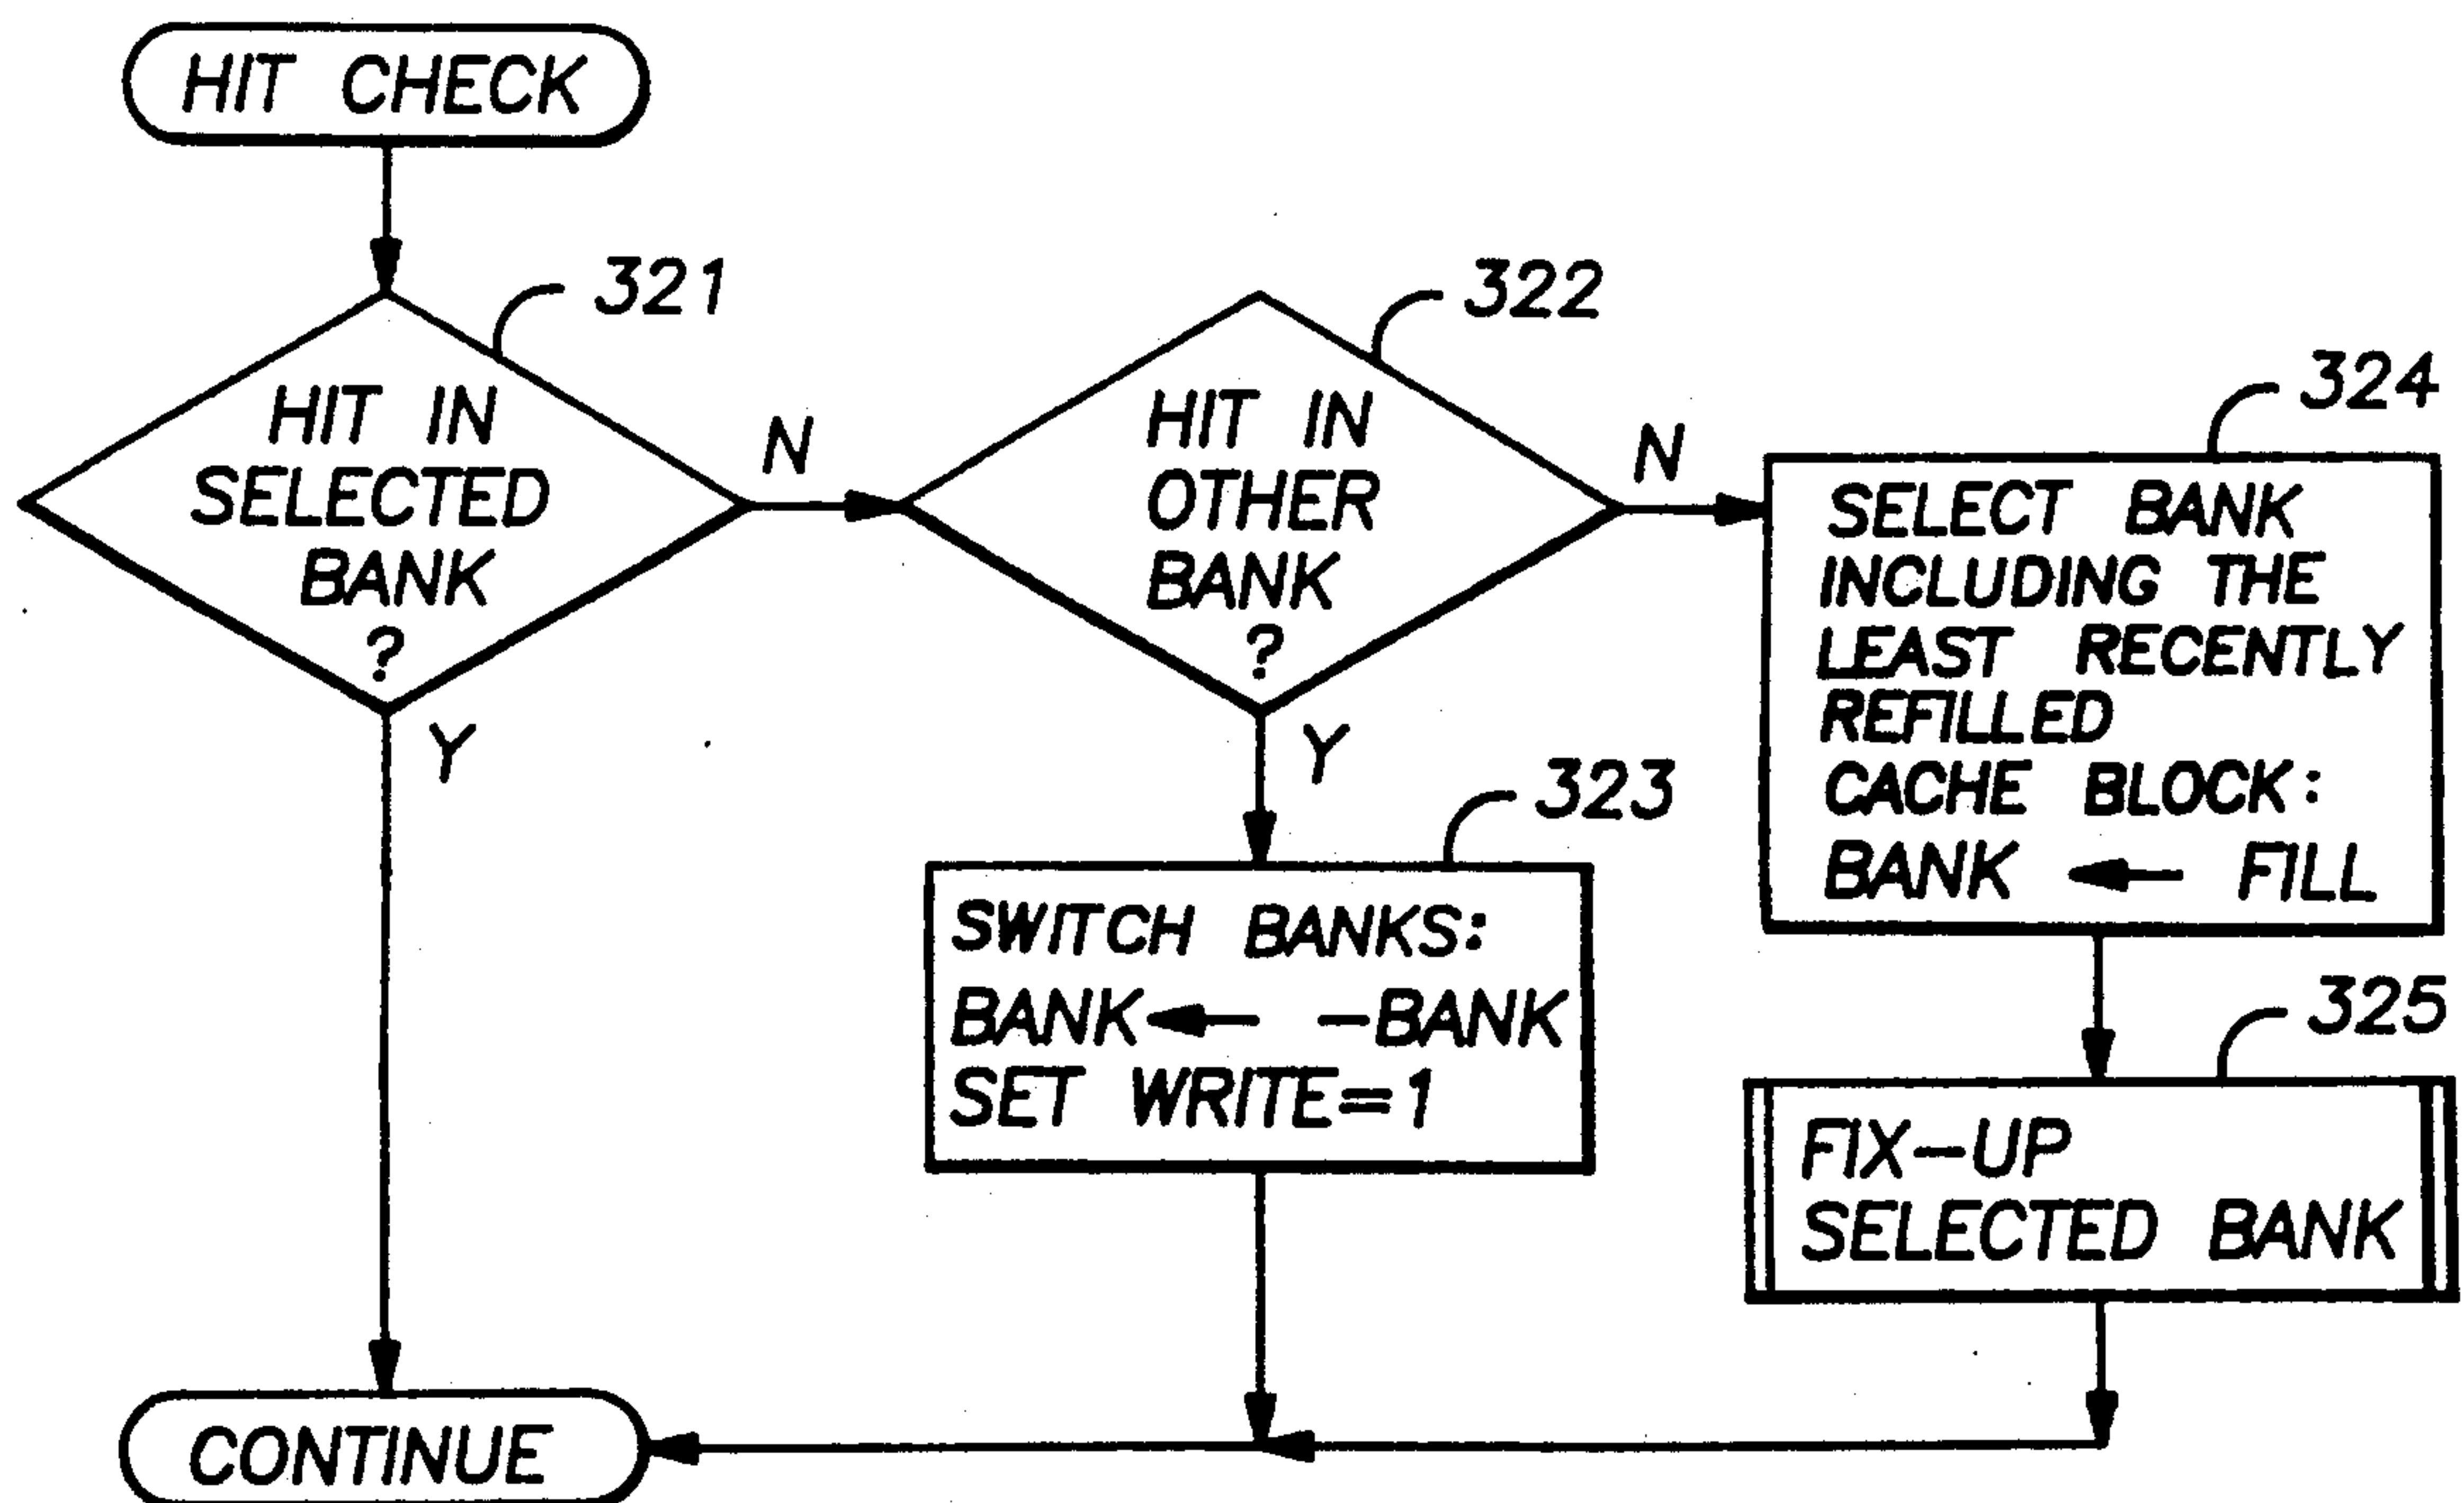 HIT CHECK
321
HIT IN
SELECTED
BANK
?
N
Y
322
HIT IN
OTHER
BANK
?
N
Y
323
SWITCH BANKS:
BANK ← —BANK
SET WRITE=1
324
SELECT BANK
INCLUDING THE
LEAST RECENTLY
REFILLED
CACHE BLOCK:
BANK ← FILL
325
FIX—UP
SELECTED BANK
CONTINUE